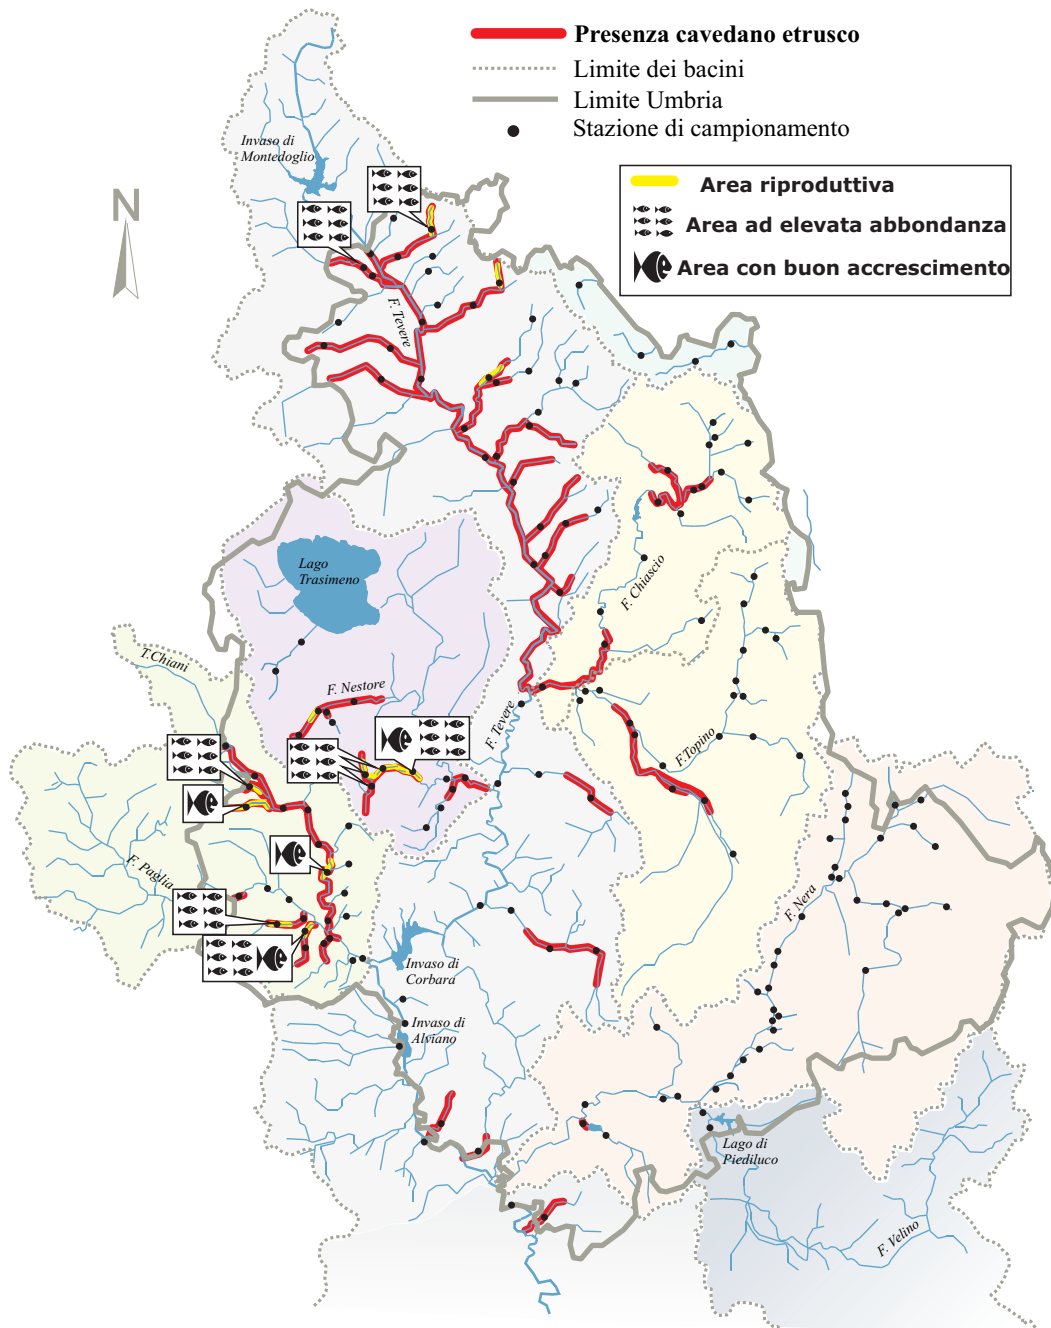 Presenza cavedano etrusco
Limite dei bacini
Limite Umbria
Stazione di campionamento
Area riproduttiva
Area ad elevata abbondanza
Area con buon accrescimento
Invaso di
Montedoglio
N
F. Tevere
F. Chiascio
Lago
Trasimeno
T.Chiani
F. Nestore
F. Tevere
F.Topino
F. Paglia
F. Nera
Invaso di
Corbara
Invaso di
Alviano
Lago di
Piediluco
F. Velino